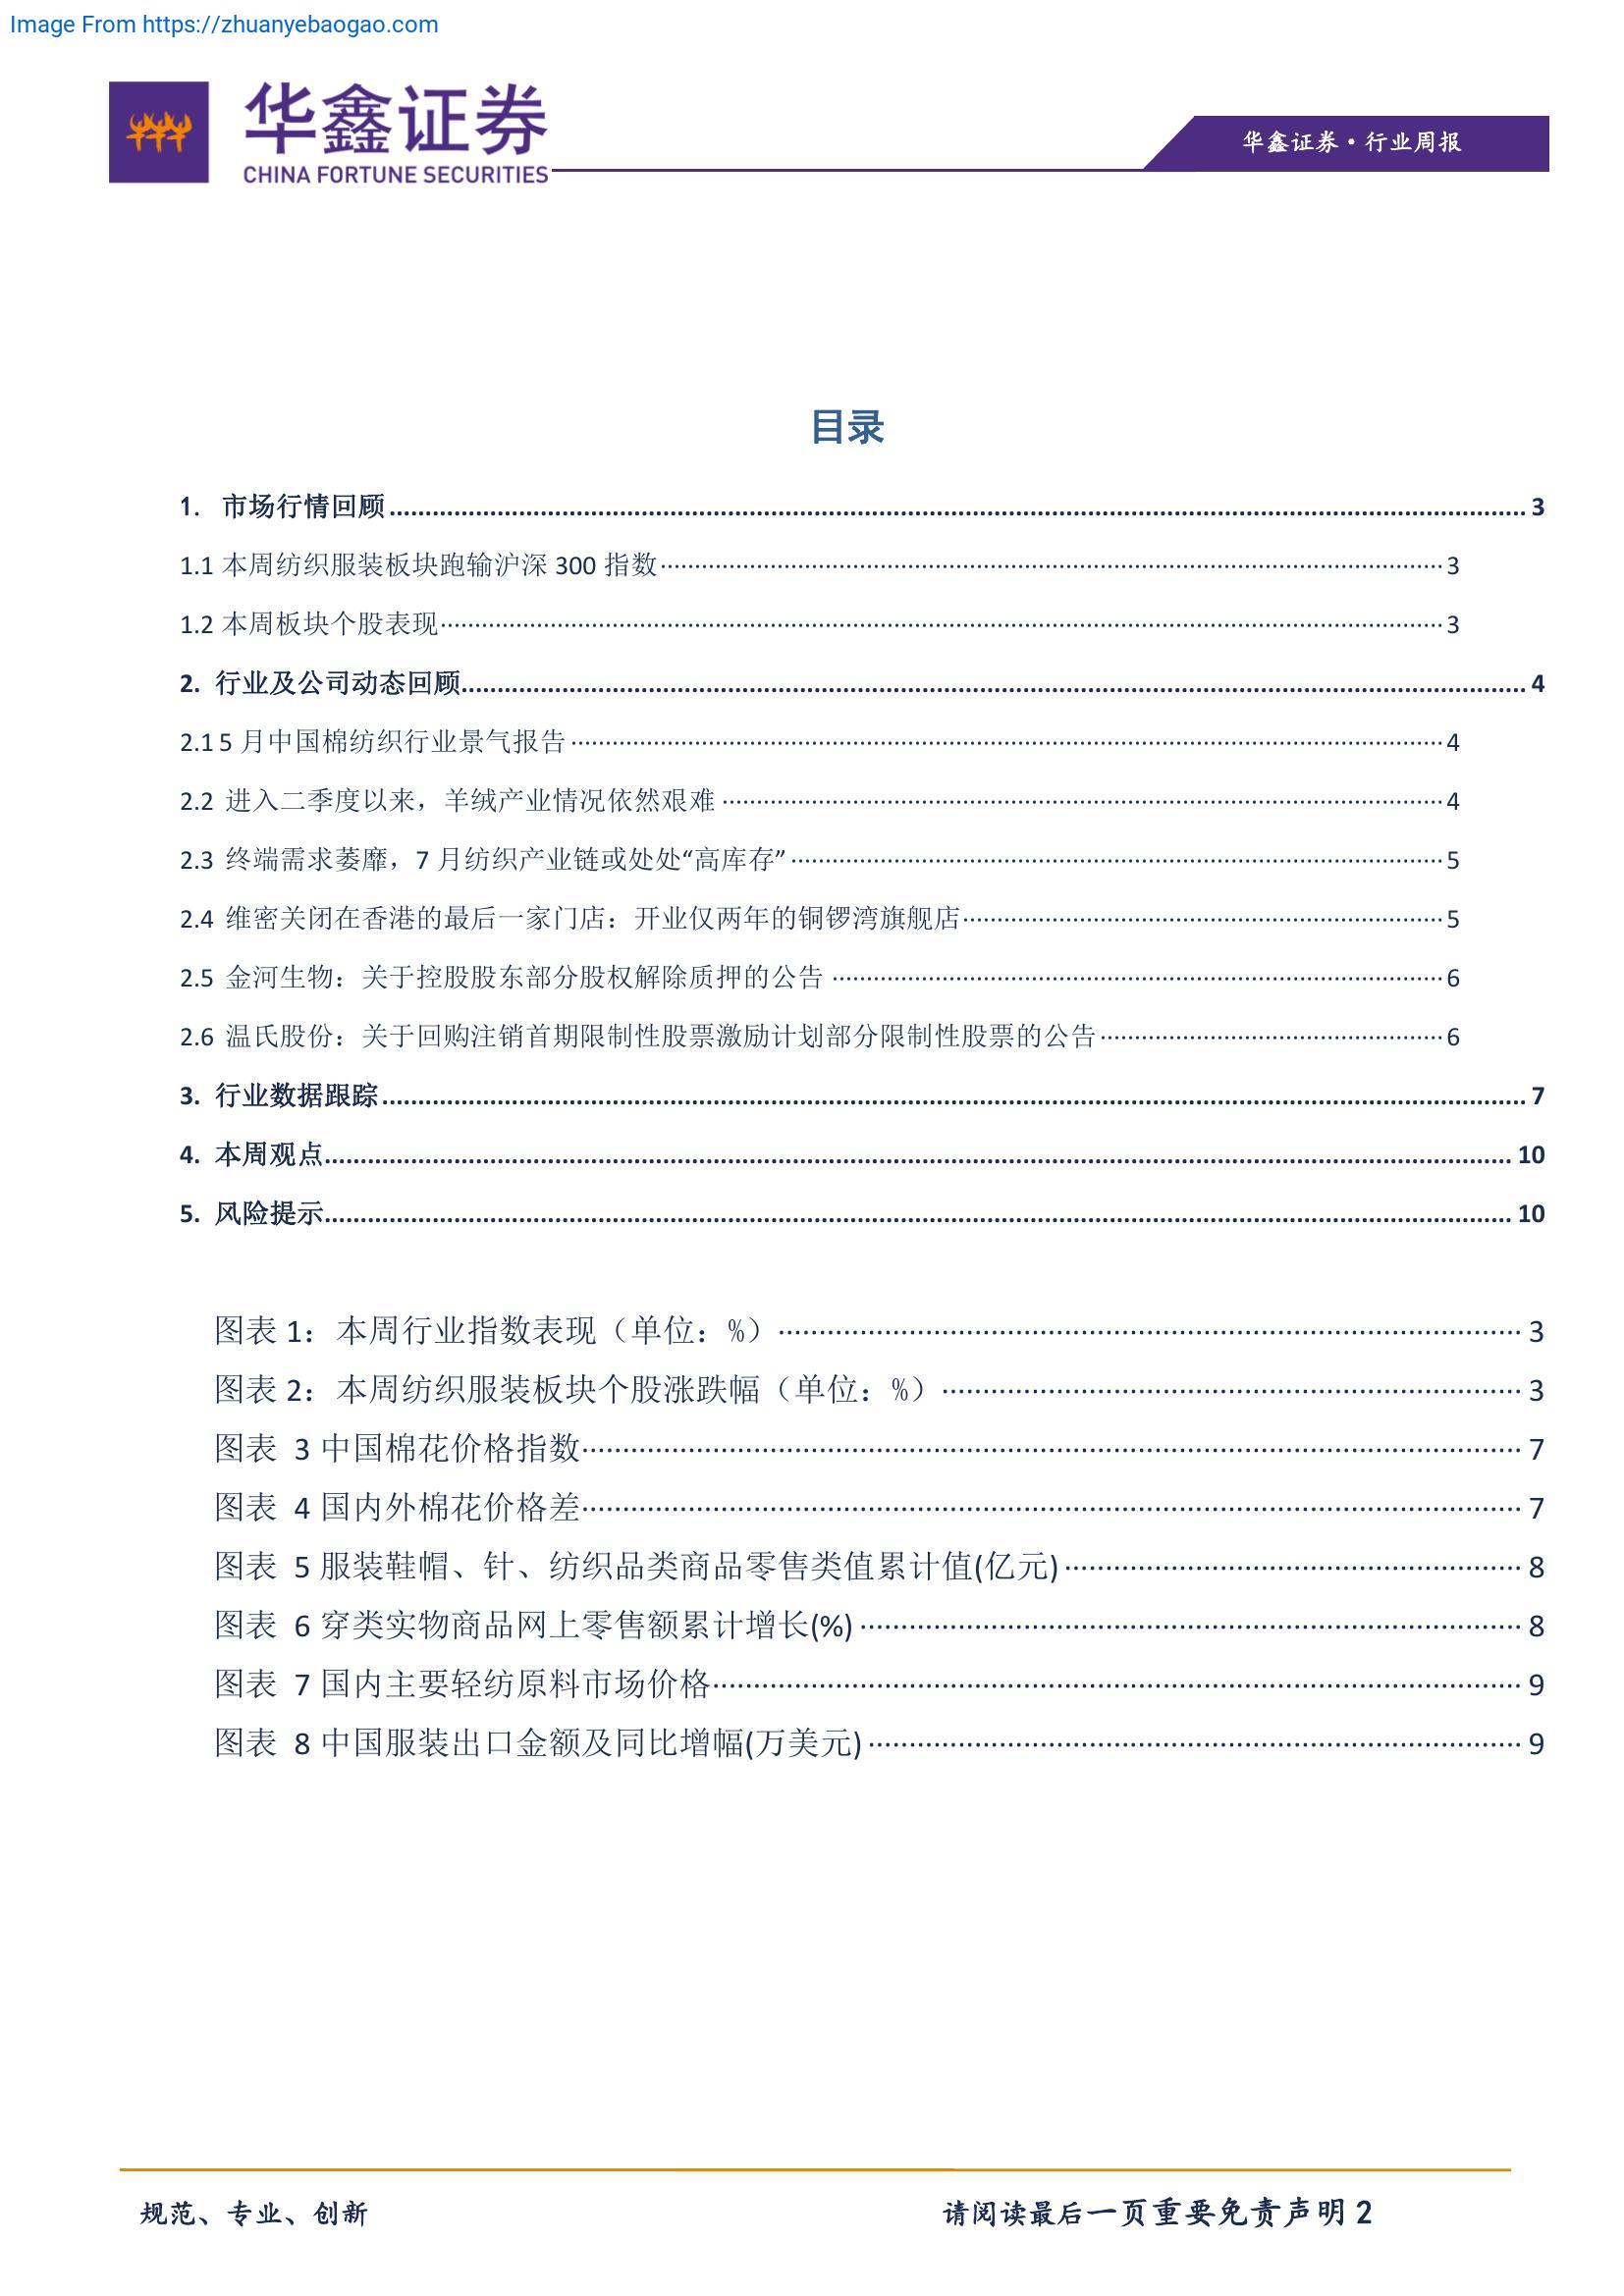 Image From https://zhuanyebaogao.com
华鑫证券
CHINA FORTUNE SECURITIES
华鑫证券·行业周报
目录
1. 市场行情回顾 3
1.1 本周纺织服装板块跑输沪深 300 指数 3
1.2 本周板块个股表现 3
2. 行业及公司动态回顾 4
2.1 5 月中国棉纺织行业景气报告 4
2.2 进入二季度以来，羊绒产业情况依然艰难 4
2.3 终端需求萎靡，7 月纺织产业链或处处“高库存” 5
2.4 维密关闭在香港的最后一家门店：开业仅两年的铜锣湾旗舰店 5
2.5 金河生物：关于控股股东部分股权解除质押的公告 6
2.6 温氏股份：关于回购注销首期限制性股票激励计划部分限制性股票的公告 6
3. 行业数据跟踪 7
4. 本周观点 10
5. 风险提示 10
图表 1：本周行业指数表现（单位：%） 3
图表 2：本周纺织服装板块个股涨跌幅（单位：%） 3
图表 3 中国棉花价格指数 7
图表 4 国内外棉花价格差 7
图表 5 服装鞋帽、针、纺织品类商品零售类值累计值(亿元) 8
图表 6 穿类实物商品网上零售额累计增长(%) 8
图表 7 国内主要轻纺原料市场价格 9
图表 8 中国服装出口金额及同比增幅(万美元) 9
规范、专业、创新
请阅读最后一页重要免责声明 2